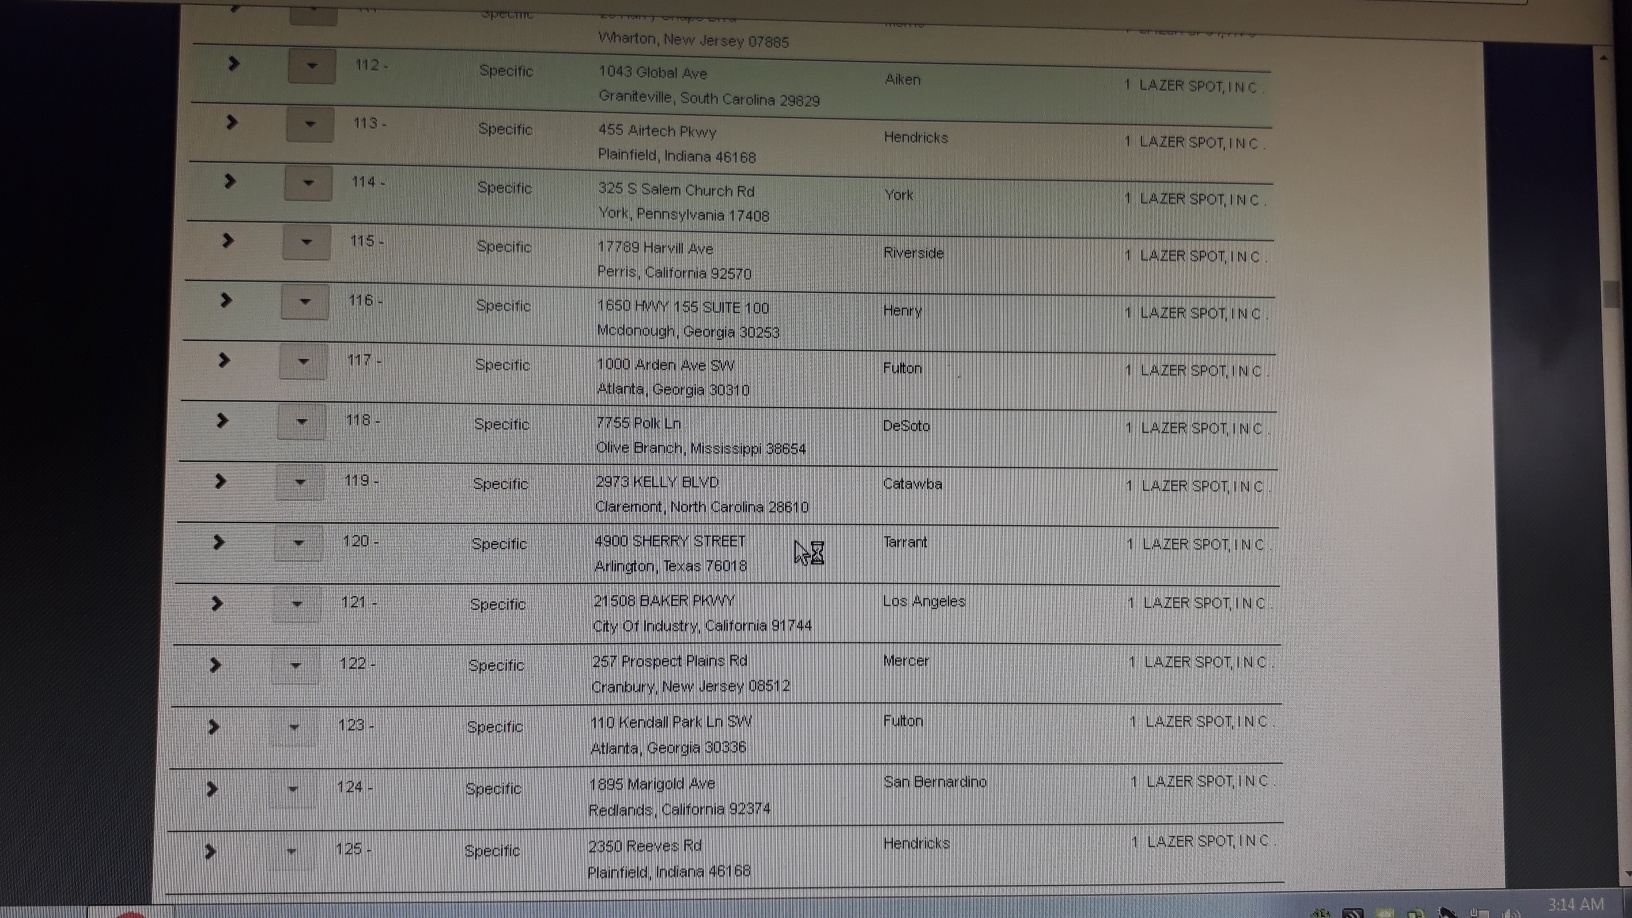 Specific
Wharton, New Jersey 07885
112 - Specific 1043 Global Ave Aiken 1 LAZER SPOT, I N C .
Graniteville, South Carolina 29829
113 - Specific 455 Airtech Pkwy Hendricks 1 LAZER SPOT, I N C .
Plainfield, Indiana 46168
114 - Specific 325 S Salem Church Rd York 1 LAZER SPOT, I N C .
York, Pennsylvania 17408
115 - Specific 17789 Harvill Ave Riverside 1 LAZER SPOT, I N C .
Perris, California 92570
116 - Specific 1650 HWY 155 SUITE 100 Henry 1 LAZER SPOT, I N C .
Mcdonough, Georgia 30253
117 - Specific 1000 Arden Ave SW Fulton 1 LAZER SPOT, I N C .
Atlanta, Georgia 30310
118 - Specific 7755 Polk Ln DeSoto 1 LAZER SPOT, I N C .
Olive Branch, Mississippi 38654
119 - Specific 2973 KELLY BLVD Catawba 1 LAZER SPOT, I N C .
Claremont, North Carolina 28610
120 - Specific 4900 SHERRY STREET Tarrant 1 LAZER SPOT, I N C .
Arlington, Texas 76018
121 - Specific 21508 BAKER PKWY Los Angeles 1 LAZER SPOT, I N C .
City Of Industry, California 91744
122 - Specific 257 Prospect Plains Rd Mercer 1 LAZER SPOT, I N C .
Cranbury, New Jersey 08512
123 - Specific 110 Kendall Park Ln SW Fulton 1 LAZER SPOT, I N C .
Atlanta, Georgia 30336
124 - Specific 1895 Marigold Ave San Bernardino 1 LAZER SPOT, I N C .
Redlands, California 92374
125 - Specific 2350 Reeves Rd Hendricks 1 LAZER SPOT, I N C .
Plainfield, Indiana 46168
3:14 AM